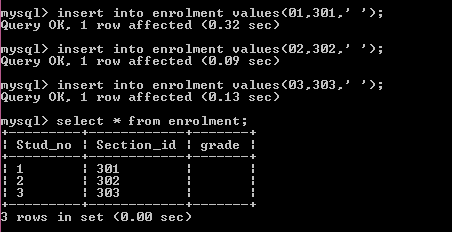 mysql> insert into enrolment values(01,301,' ');
Query OK, 1 row affected (0.32 sec)
mysql> insert into enrolment values(02,302,' ');
Query OK, 1 row affected (0.09 sec)
mysql> insert into enrolment values(03,303,' ');
Query OK, 1 row affected (0.13 sec)
mysql> select * from enrolment;
+---------+------------+-------+
| Stud_no | Section_id | grade |
+---------+------------+-------+
| 1       | 301        |       |
| 2       | 302        |       |
| 3       | 303        |       |
+---------+------------+-------+
3 rows in set (0.00 sec)